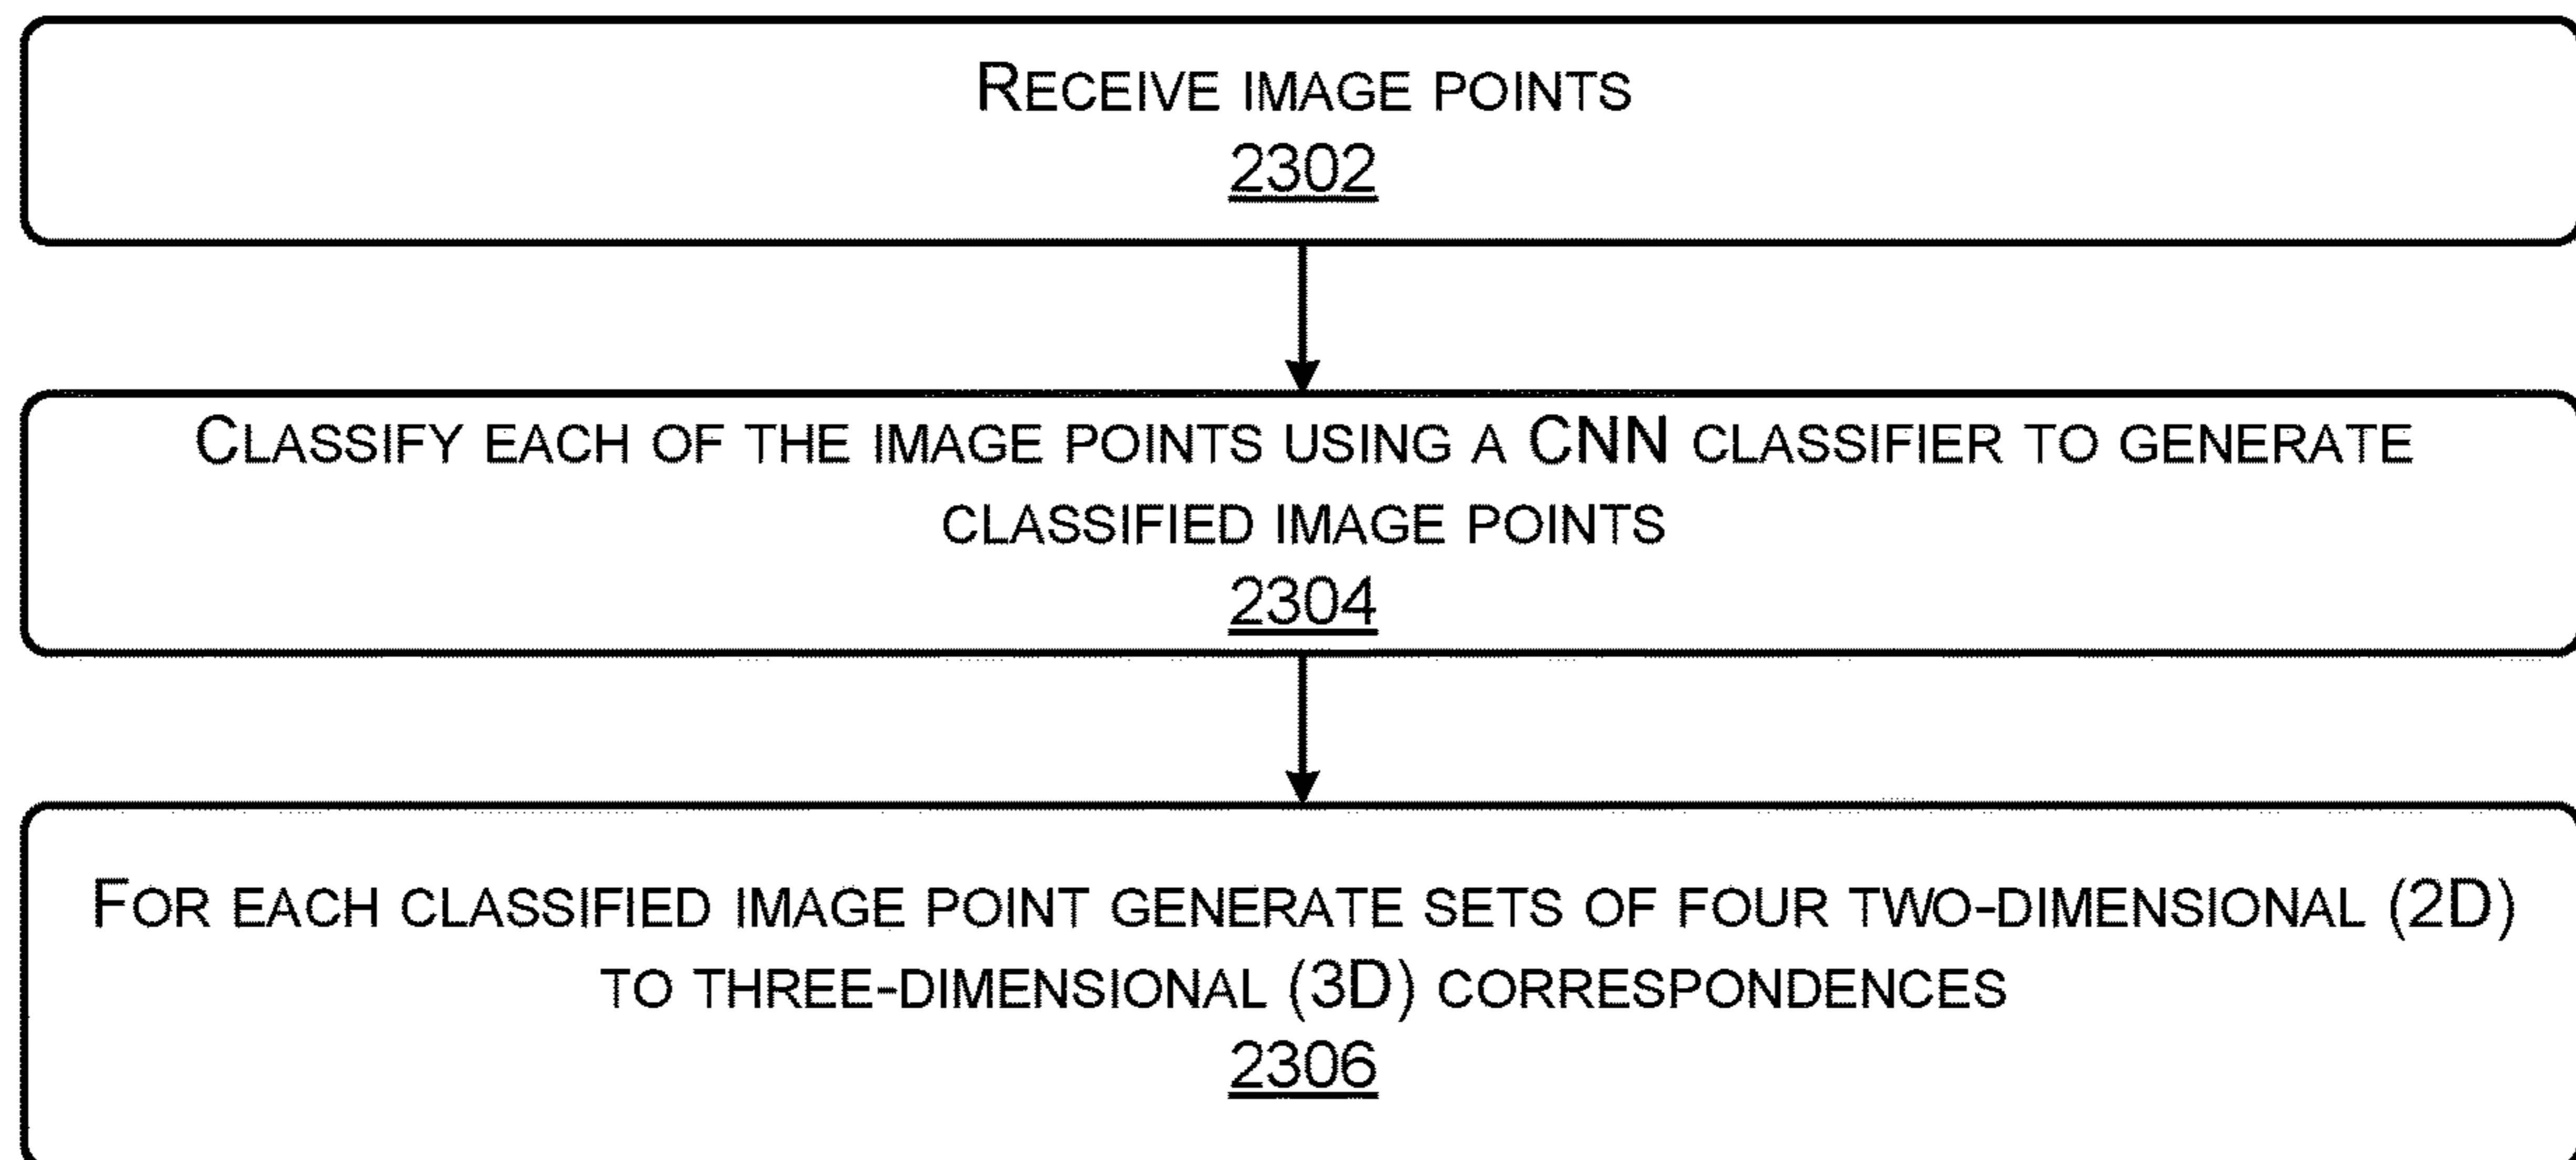 RECEIVE IMAGE POINTS
2302
CLASSIFY EACH OF THE IMAGE POINTS USING A CNN CLASSIFIER TO GENERATE
CLASSIFIED IMAGE POINTS
2304
FOR EACH CLASSIFIED IMAGE POINT GENERATE SETS OF FOUR TWO-DIMENSIONAL (2D)
TO THREE-DIMENSIONAL (3D) CORRESPONDENCES
2306